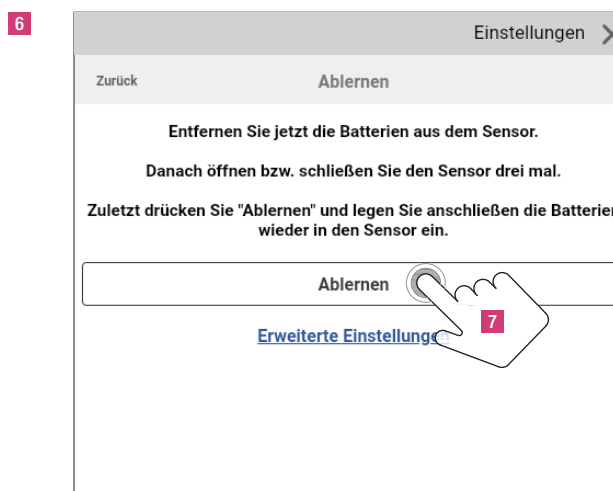 6
Einstellungen
Zurück
Ablernen
Entfernen Sie jetzt die Batterien aus dem Sensor.
Danach öffnen bzw. schließen Sie den Sensor drei mal.
Zuletzt drücken Sie "Ablernen" und legen Sie anschließen die Batterien
wieder in den Sensor ein.
Ablernen
7
Erweiterte Einstellungen